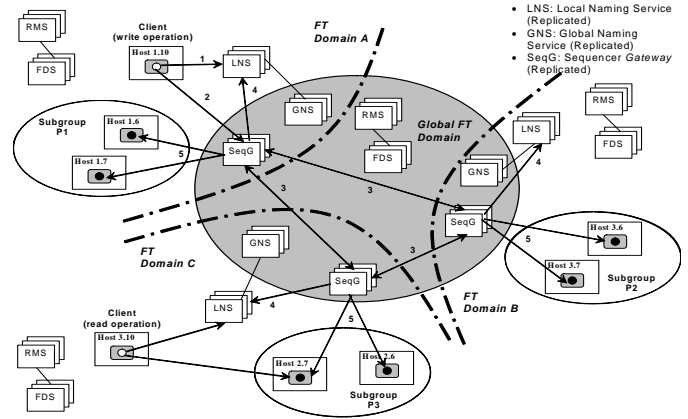 Client
(write operation)
FT
Domain A
• LNS: Local Naming Service
(Replicated)
• GNS: Global Naming
Service (Replicated)
• SeqG: Sequencer Gateway
(Replicated)
RMS
FDS
Host 1.10
1
LNS
2
4
GNS
RMS
FDS
Global FT
Domain
LNS
RMS
FDS
GNS
4
Subgroup
P1
Host 1.6
Host 1.7
5
SeqG
3
3
SeqG
5
Host 3.6
Host 3.7
Subgroup
P2
FT
Domain C
GNS
3
SeqG
FT
Domain B
LNS
4
Client
(read operation)
Host 3.10
5
RMS
FDS
Host 2.7
Host 2.6
Subgroup
P3